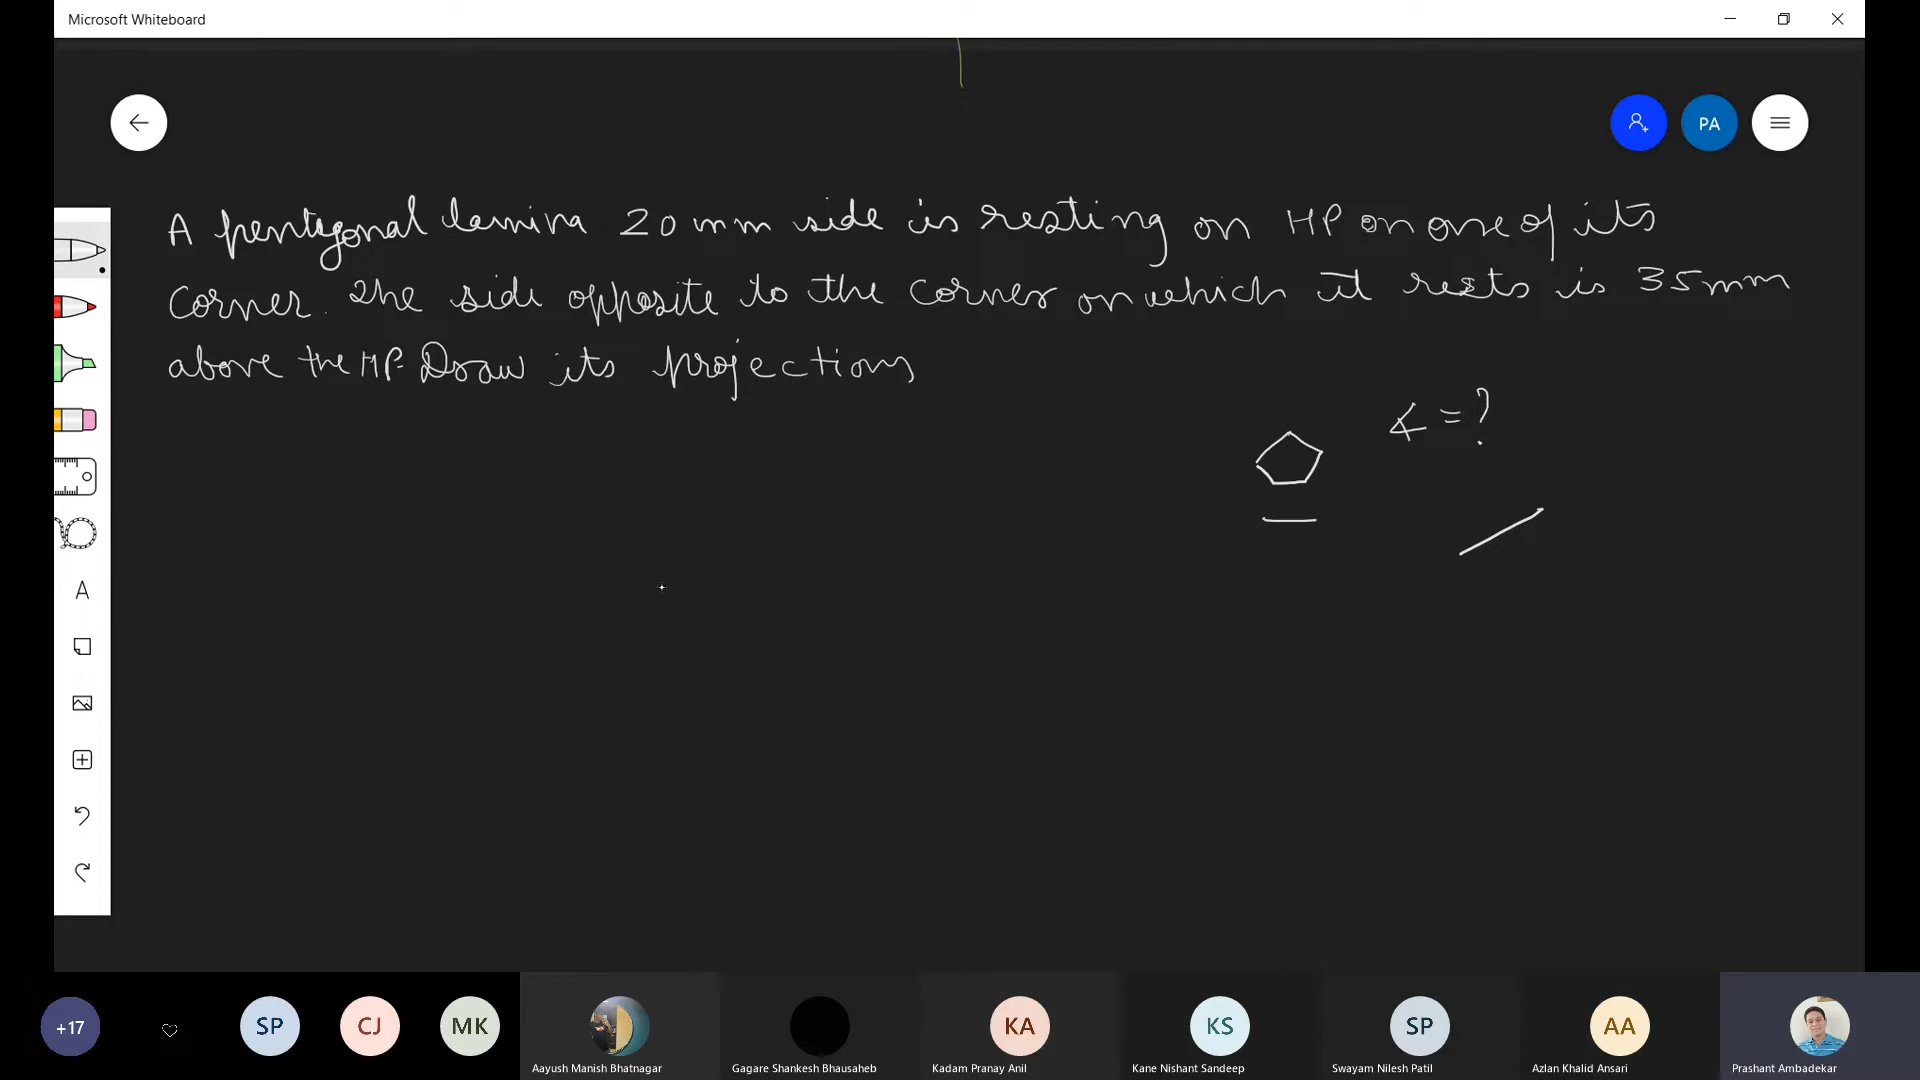 Microsoft Whiteboard
PA
A pentagonal lamina 20 mm side is resting on HP on one of its
corner. The side opposite to the corner on which it rests is 35mm
above the HP. Draw its projections
∡ = ?
A
+17
SP
CJ
MK
KA
KS
SP
AA
Aayush Manish Bhatnagar
Gagare Shankesh Bhausaheb
Kadam Pranay Anil
Kane Nishant Sandeep
Swayam Nilesh Patil
Azlan Khalid Ansari
Prashant Ambadekar